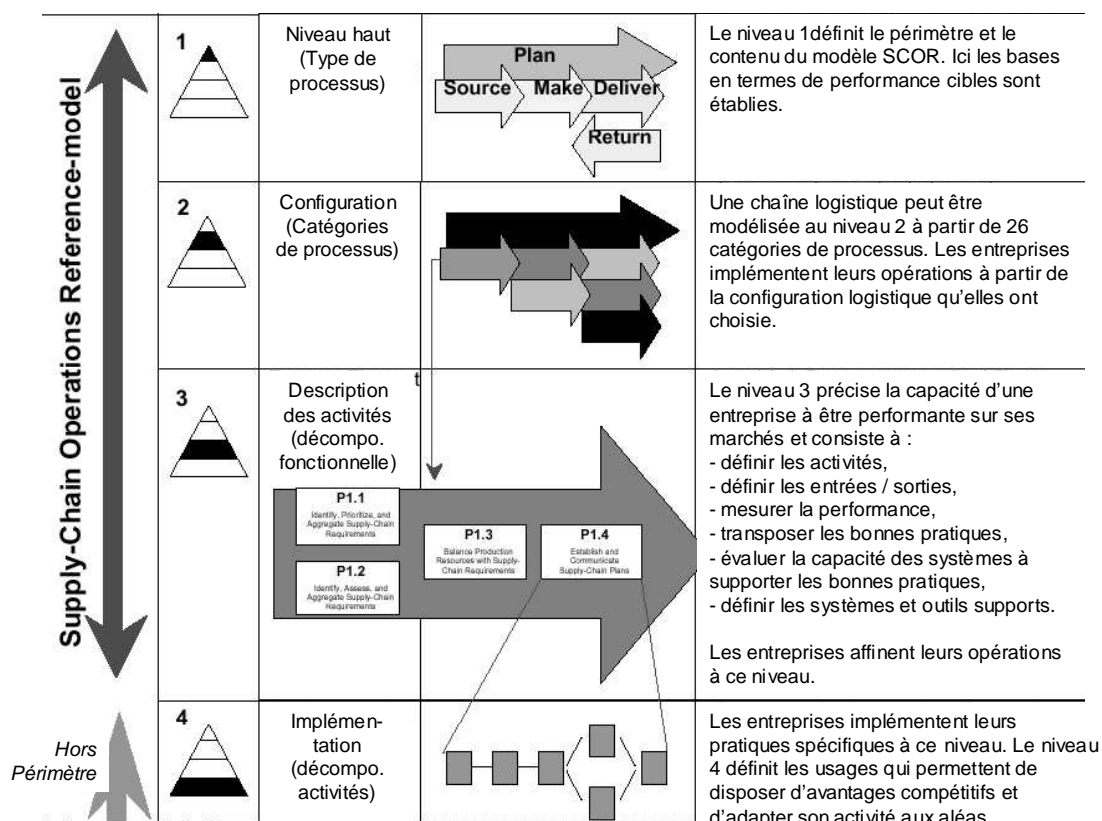 Supply-Chain Operations Reference-model
1
Niveau haut
(Type de
processus)
Plan
Source
Make
Deliver
Return
Le niveau 1définit le périmètre et le
contenu du modèle SCOR. Ici les bases
en termes de performance cibles sont
établies.
2
Configuration
(Catégories
de processus)
Une chaîne logistique peut être
modélisée au niveau 2 à partir de 26
catégories de processus. Les entreprises
implémentent leurs opérations à partir de
la configuration logistique qu'elles ont
choisie.
3
Description
des activités
(décompo.
fonctionnelle)
t
P1.1
Identify, Prioritize, and
Aggregate Supply-Chain
Requirements
P1.2
Identify, Assess, and
Aggregate Supply-Chain
Requirements
P1.3
Balance Production
Resources with Supply-
Chain Requirements
P1.4
Establish and
Communicate
Supply-Chain Plans
Le niveau 3 précise la capacité d'une
entreprise à être performante sur ses
marchés et consiste à :
- définir les activités,
- définir les entrées / sorties,
- mesurer la performance,
- transposer les bonnes pratiques,
- évaluer la capacité des systèmes à
supporter les bonnes pratiques,
- définir les systèmes et outils supports.
Les entreprises affinent leurs opérations
à ce niveau.
Hors
Périmètre
4
Implémen-
tation
(décompo.
activités)
Les entreprises implémentent leurs
pratiques spécifiques à ce niveau. Le niveau
4 définit les usages qui permettent de
disposer d'avantages compétitifs et
d'adapter son activité aux aléas